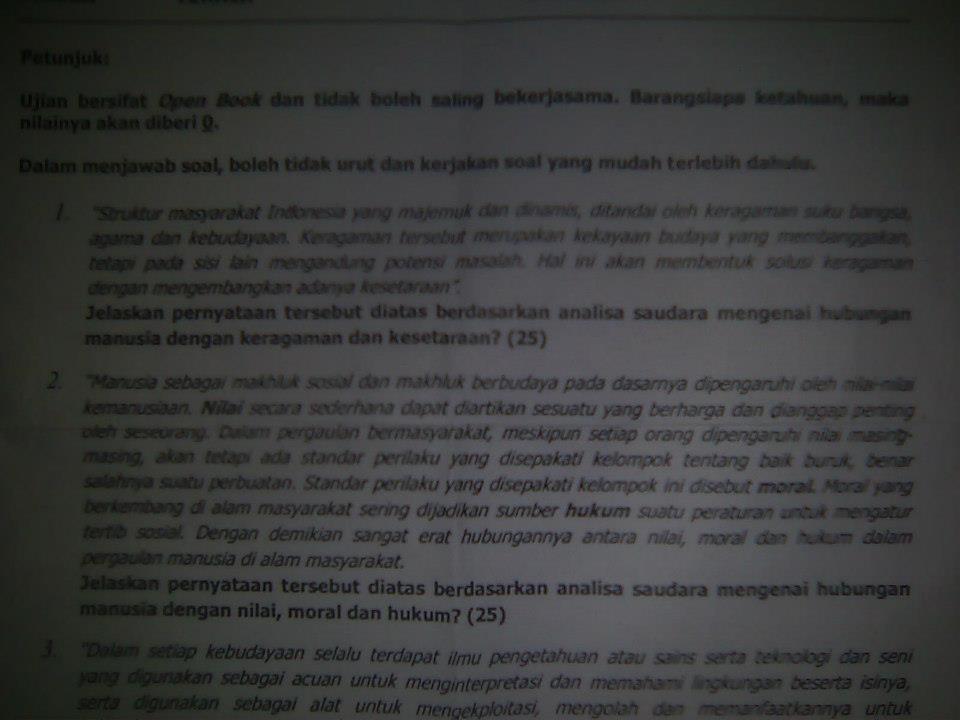 Petunjuk:
Ujian bersifat Open Book dan tidak boleh saling bekerjasama. Barangsiapa ketahuan, maka
nilainya akan diberi 0.
Dalam menjawab soal, boleh tidak urut dan kerjakan soal yang mudah terlebih dahulu.
1. "Struktur masyarakat Indonesia yang majemuk dan dinamis, ditandai oleh keragaman suku bangsa,
agama dan kebudayaan. Keragaman tersebut merupakan kekayaan budaya yang membanggakan,
tetapi pada sisi lain mengandung potensi masalah. Hal ini akan membentuk solusi keragaman
dengan mengembangkan adanya kesetaraan".
Jelaskan pernyataan tersebut diatas berdasarkan analisa saudara mengenai hubungan
manusia dengan keragaman dan kesetaraan? (25)
2. "Manusia sebagai makhluk sosial dan makhluk berbudaya pada dasarnya dipengaruhi oleh nilai-nilai
kemanusiaan. Nilai secara sederhana dapat diartikan sesuatu yang berharga dan dianggap penting
oleh seseorang. Dalam pergaulan bermasyarakat, meskipun setiap orang dipengaruhi nilai masing-
masing, akan tetapi ada standar perilaku yang disepakati kelompok tentang baik buruk, benar
salahnya suatu perbuatan. Standar perilaku yang disepakati kelompok ini disebut moral. Moral yang
berkembang di alam masyarakat sering dijadikan sumber hukum suatu peraturan untuk mengatur
tertib sosial. Dengan demikian sangat erat hubungannya antara nilai, moral dan hukum dalam
pergaulan manusia di alam masyarakat.
Jelaskan pernyataan tersebut diatas berdasarkan analisa saudara mengenai hubungan
manusia dengan nilai, moral dan hukum? (25)
3. "Dalam setiap kebudayaan selalu terdapat ilmu pengetahuan atau sains serta teknologi dan seni
yang digunakan sebagai acuan untuk menginterpretasi dan memahami lingkungan beserta isinya,
serta digunakan sebagai alat untuk mengekploitasi, mengolah dan memanfaatkannya untuk